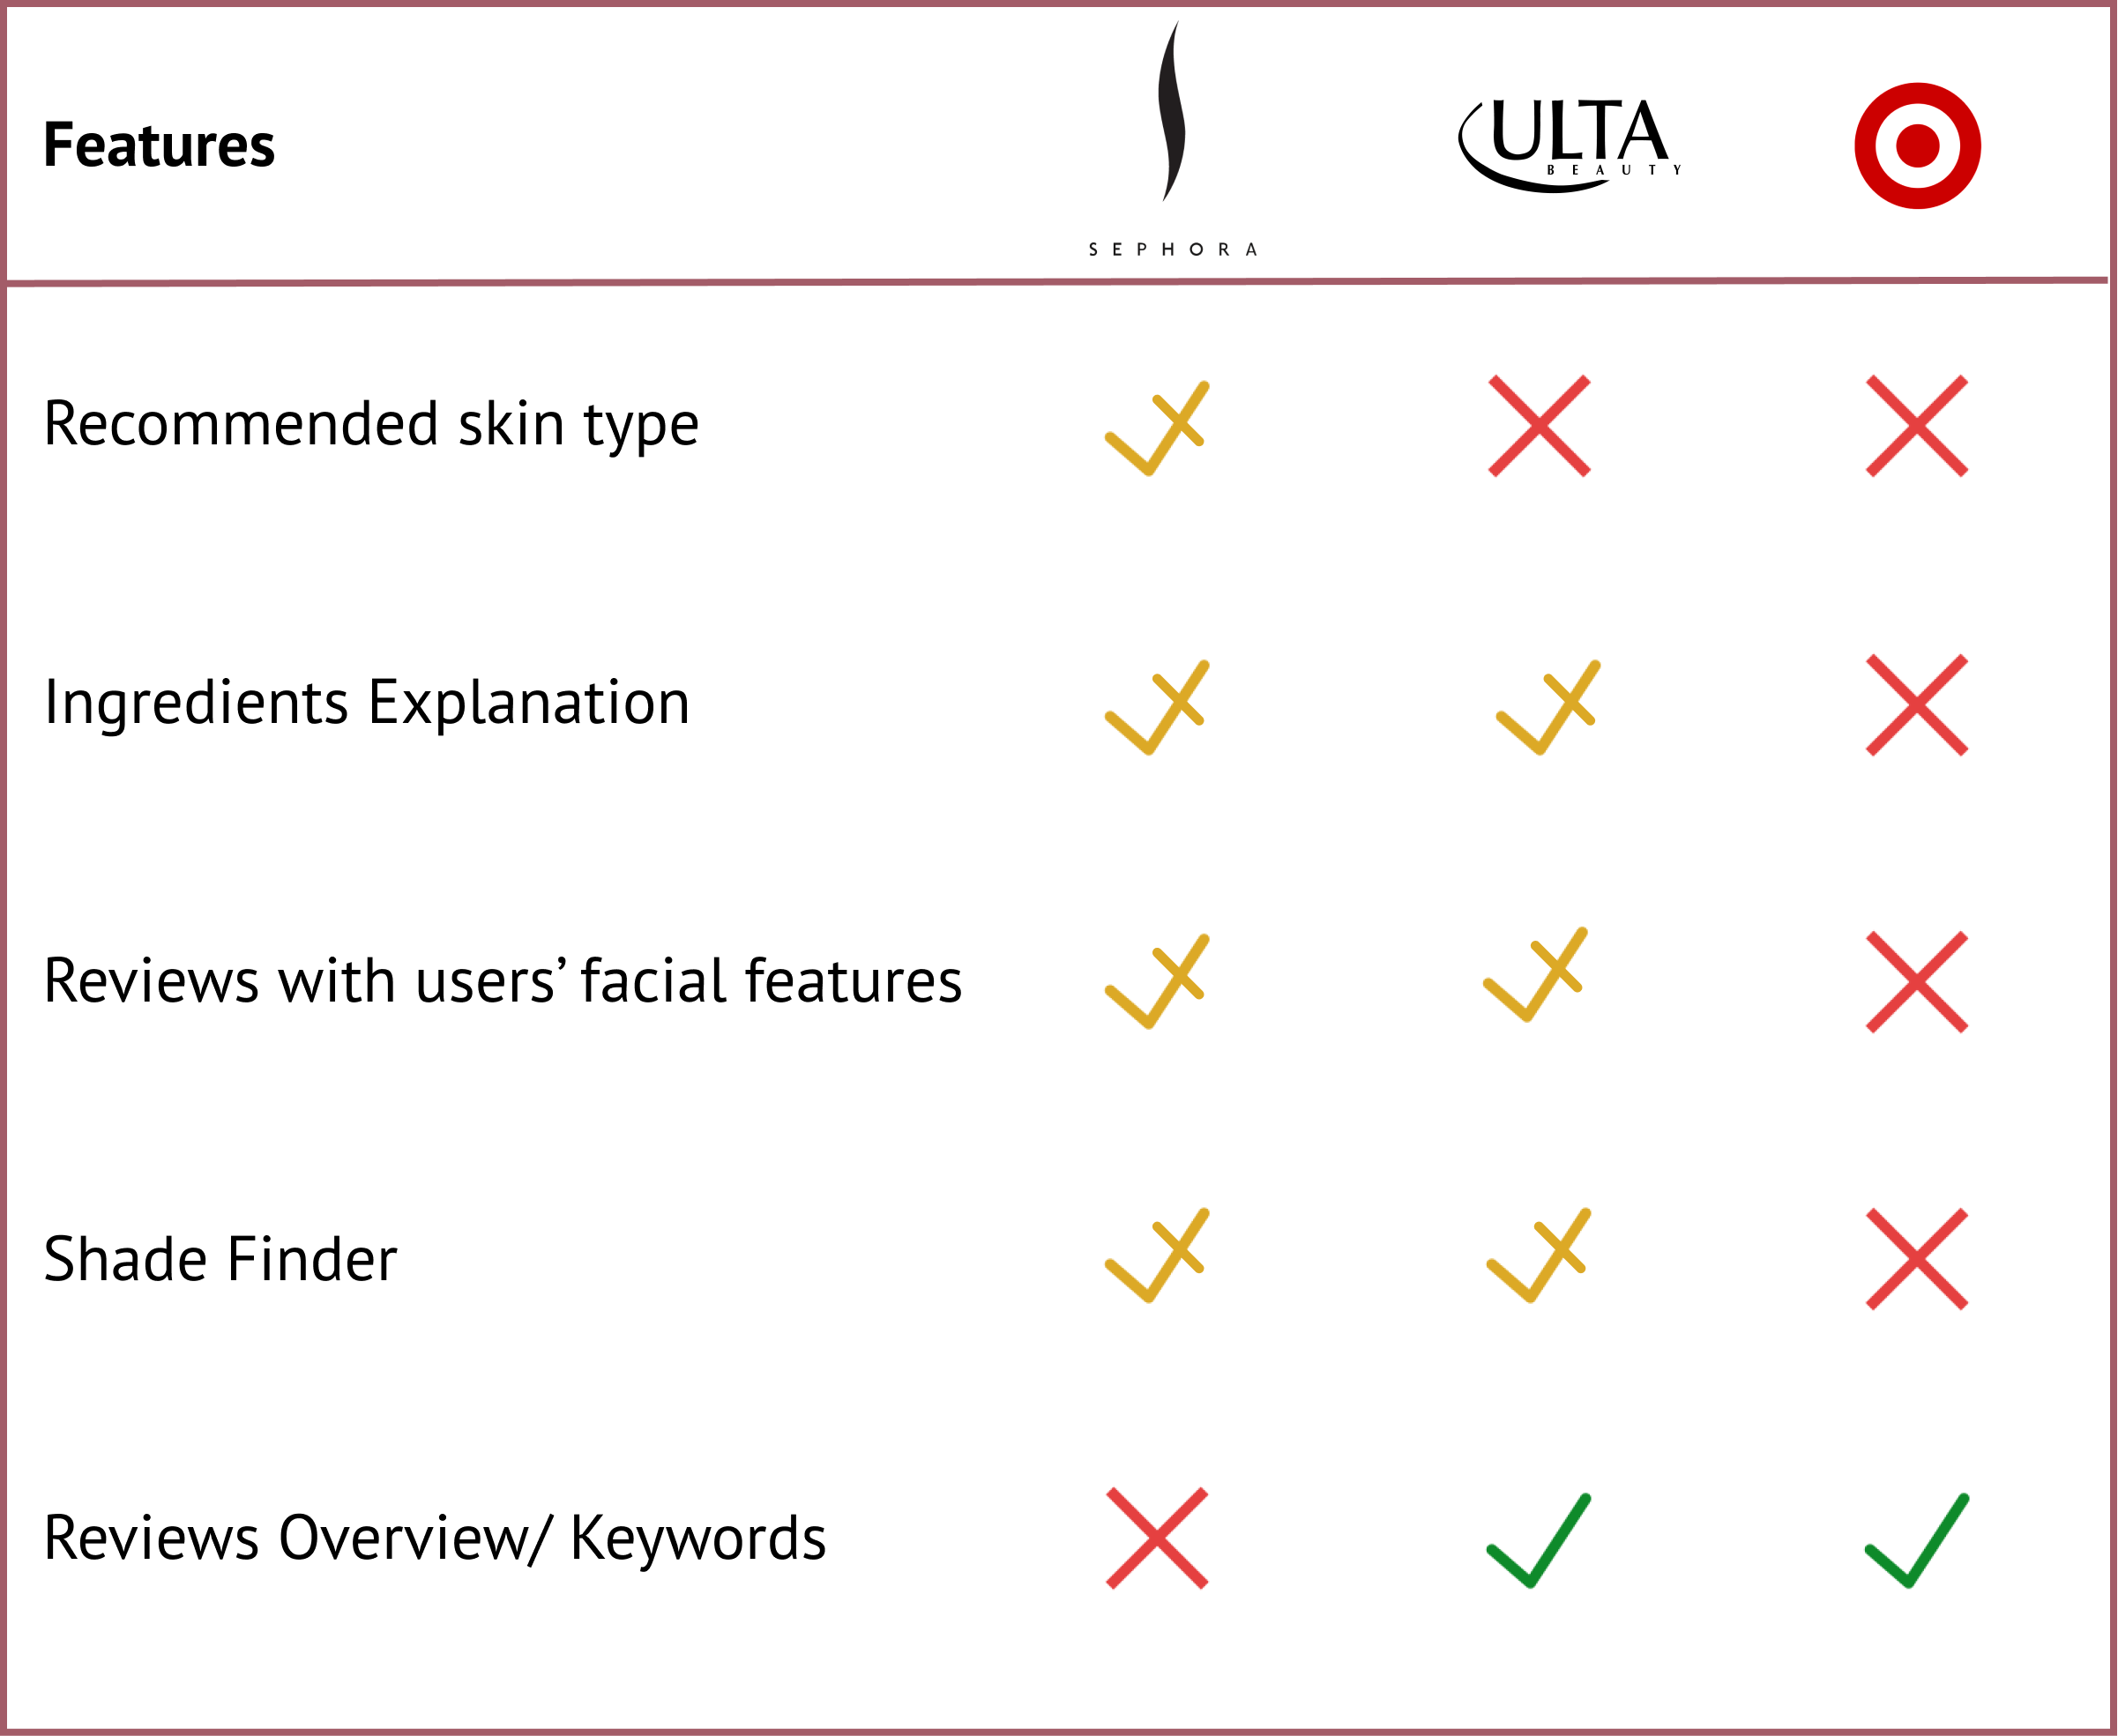 Features
SEPHORA
ULTA
BEAUTY
Recommended skin type
Ingredients Explanation
Reviews with users’ facial features
Shade Finder
Reviews Overview/ Keywords